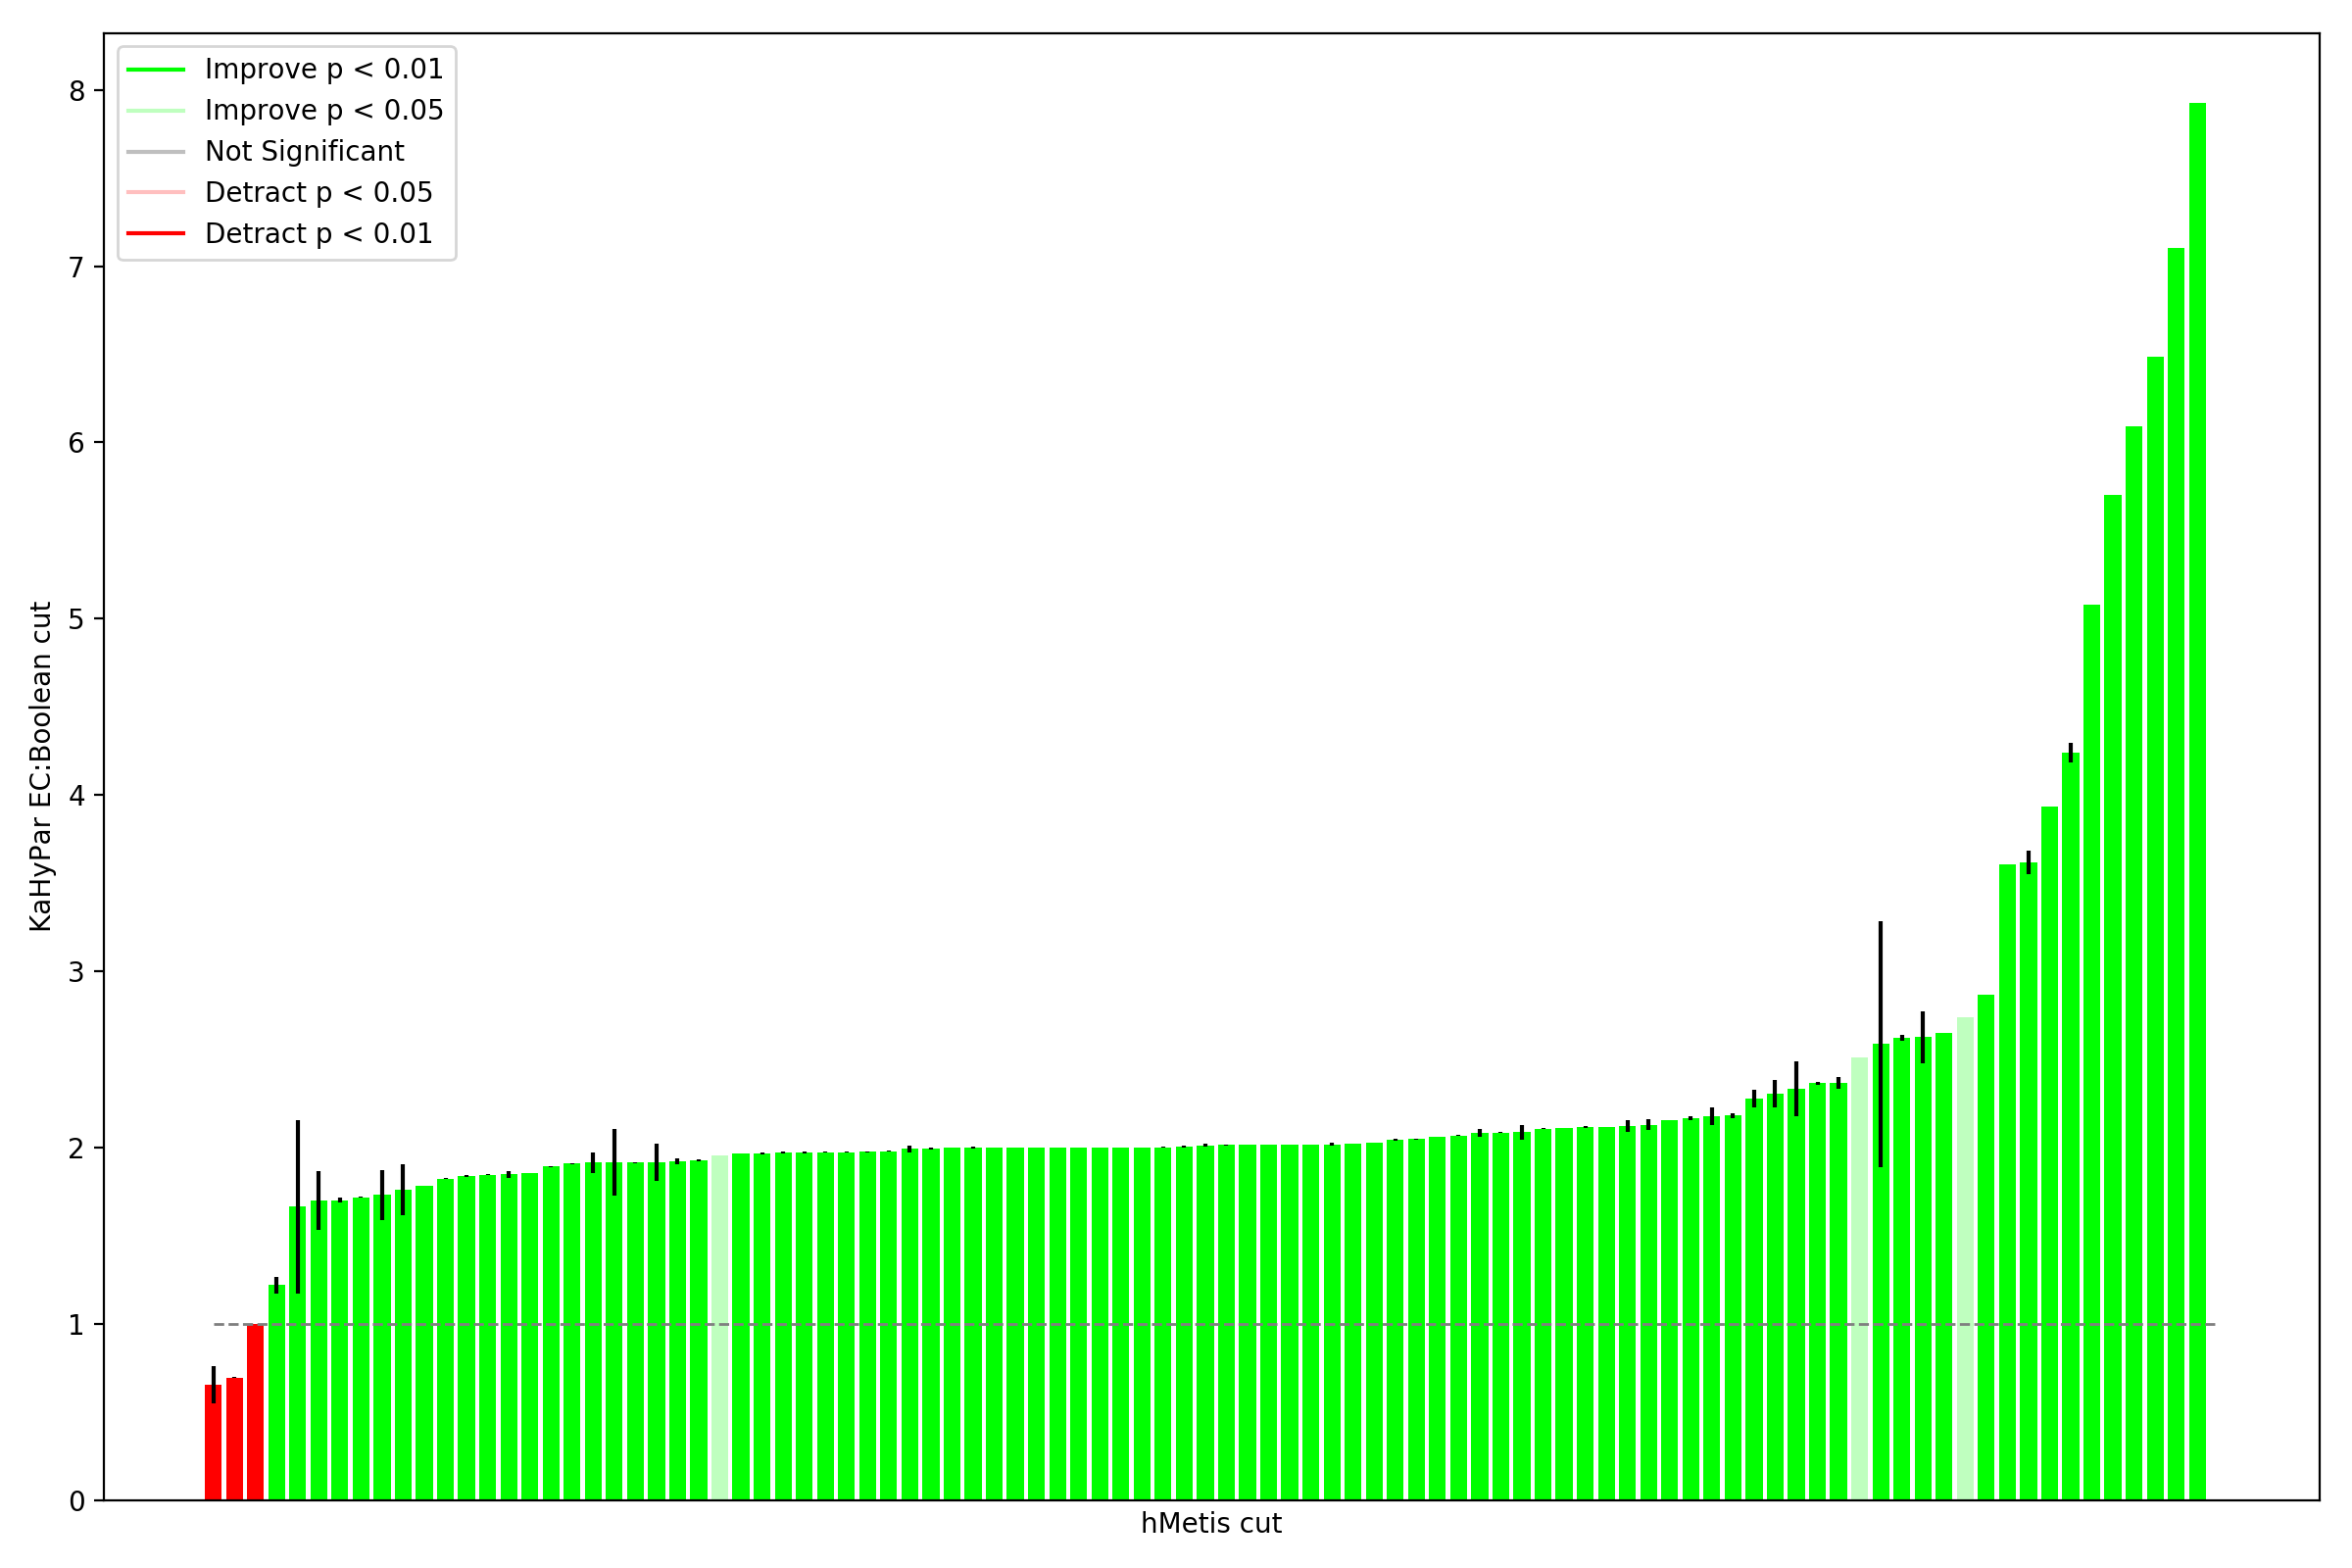 Improve p < 0.01
Improve p < 0.05
Not Significant
Detract p < 0.05
Detract p < 0.01
8
7
6
5
4
3
2
1
0
KaHyPar EC:Boolean cut
hMetis cut